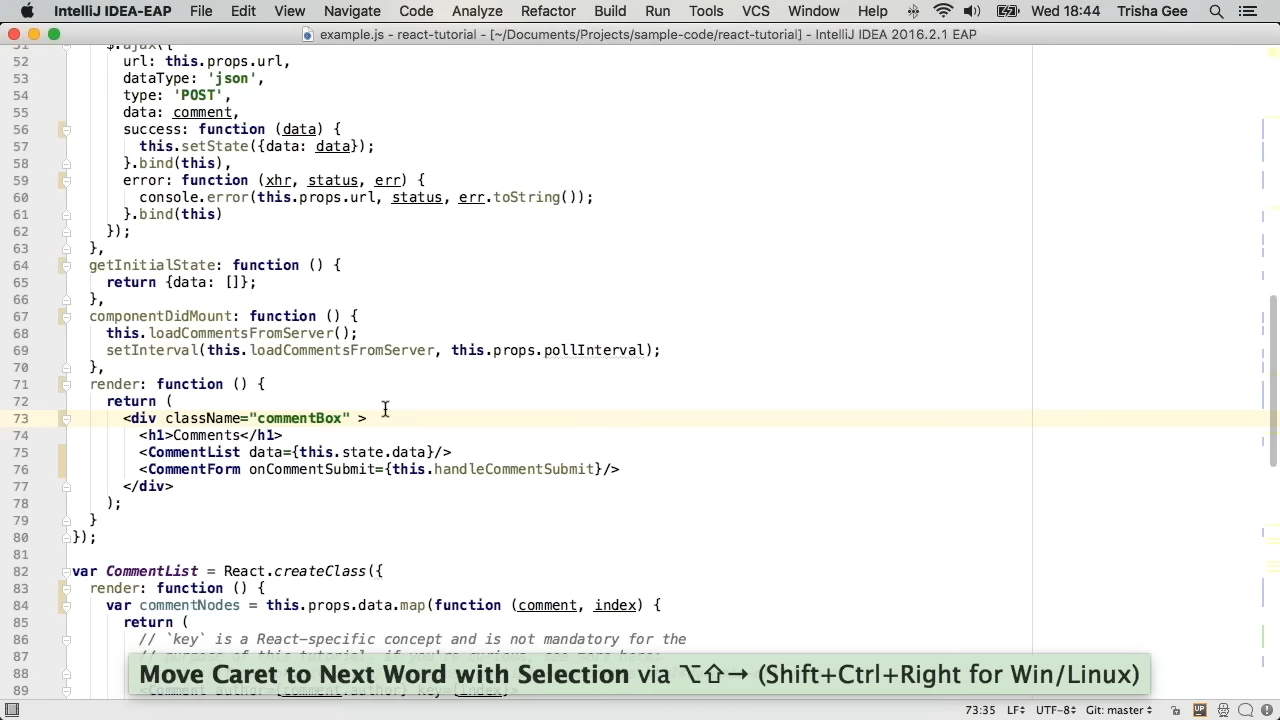 IntelliJ IDEA-EAP File Edit View Navigate Code Analyze Refactor Build Run Tools VCS Window Help Wed 18:44 Trisha Gee
example.js - react-tutorial - [~/Documents/Projects/sample-code/react-tutorial] - IntelliJ IDEA 2016.2.1 EAP
51 $.ajax({
52 url: this.props.url,
53 dataType: 'json',
54 type: 'POST',
55 data: comment,
56 success: function (data) {
57 this.setState({data: data});
58 }.bind(this),
59 error: function (xhr, status, err) {
60 console.error(this.props.url, status, err.toString());
61 }.bind(this)
62 });
63 },
64 getInitialState: function () {
65 return {data: []};
66 },
67 componentDidMount: function () {
68 this.loadCommentsFromServer();
69 setInterval(this.loadCommentsFromServer, this.props.pollInterval);
70 },
71 render: function () {
72 return (
73 <div className="commentBox" >
74 <h1>Comments</h1>
75 <CommentList data={this.state.data}/>
76 <CommentForm onCommentSubmit={this.handleCommentSubmit}/>
77 </div>
78 );
79 }
80 });
81
82 var CommentList = React.createClass({
83 render: function () {
84 var commentNodes = this.props.data.map(function (comment, index) {
85 return (
86 // `key` is a React-specific concept and is not mandatory for the
87
88
89 <Comment author={comment.author} key={index}>
Move Caret to Next Word with Selection via ⌥⇧→ (Shift+Ctrl+Right for Win/Linux)
73:35 LF÷ UTF-8÷ Git: master÷ UP